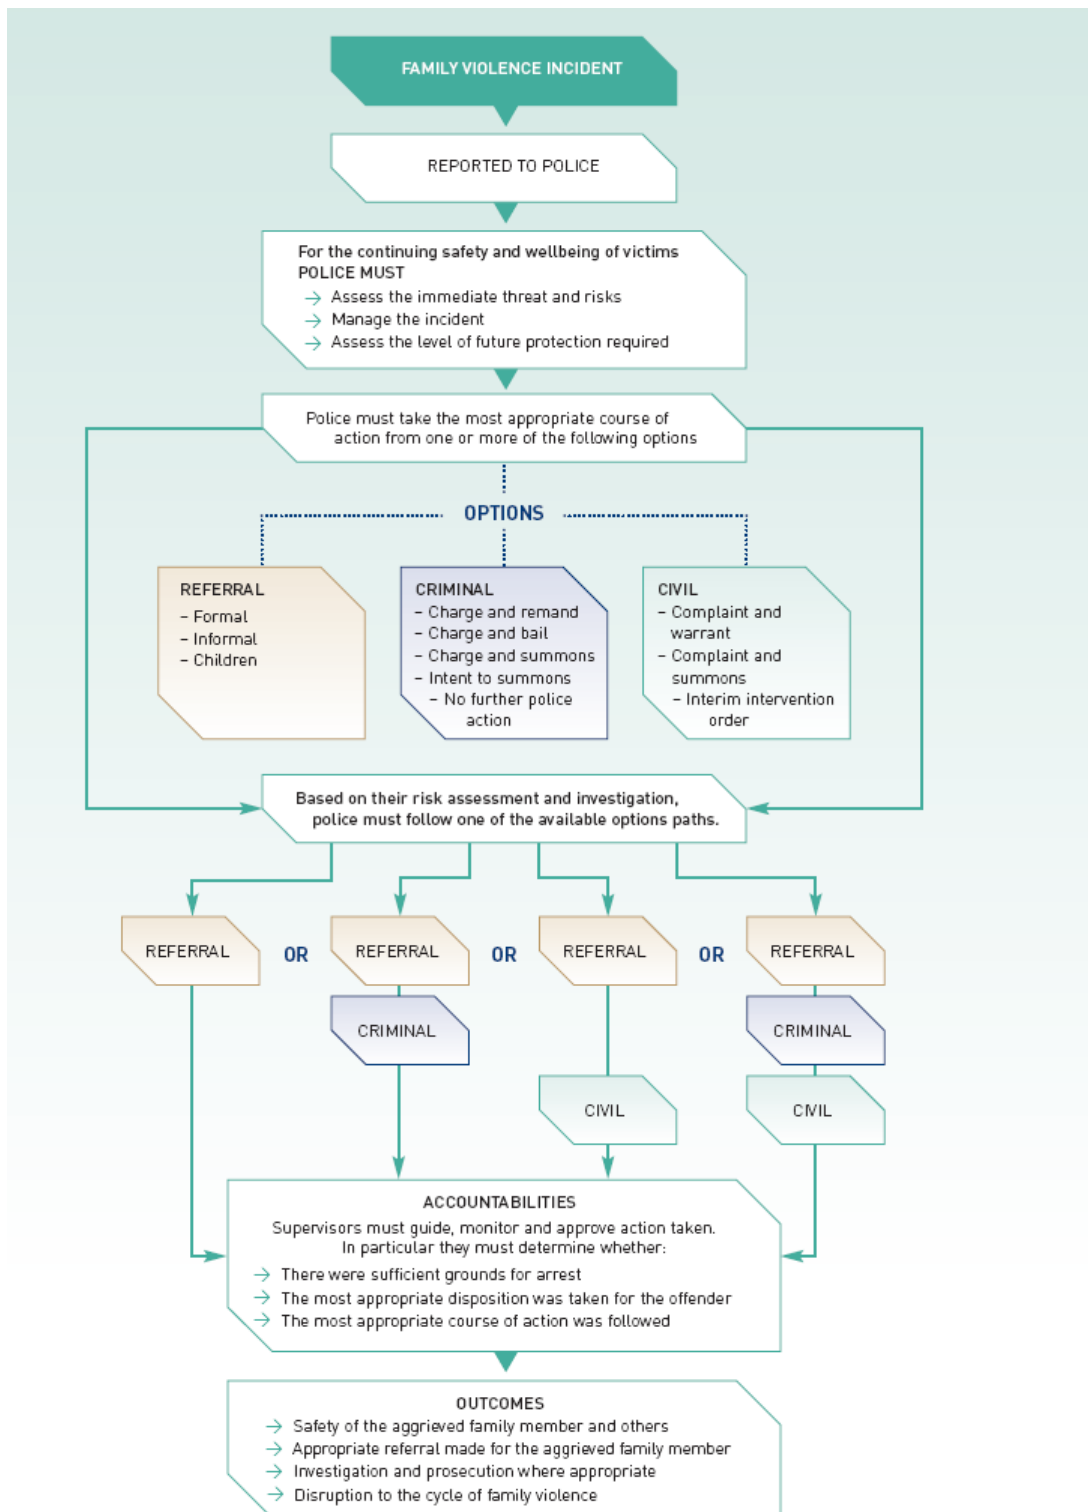 FAMILY VIOLENCE INCIDENT
REPORTED TO POLICE
For the continuing safety and wellbeing of victims
POLICE MUST
→ Assess the immediate threat and risks
→ Manage the incident
→ Assess the level of future protection required
Police must take the most appropriate course of
action from one or more of the following options
OPTIONS
REFERRAL
– Formal
– Informal
– Children
CRIMINAL
– Charge and remand
– Charge and bail
– Charge and summons
– Intent to summons
– No further police
action
CIVIL
– Complaint and
warrant
– Complaint and
summons
– Interim intervention
order
Based on their risk assessment and investigation,
police must follow one of the available options paths.
REFERRAL OR REFERRAL OR REFERRAL OR REFERRAL
CRIMINAL CRIMINAL
CIVIL CIVIL
ACCOUNTABILITIES
Supervisors must guide, monitor and approve action taken.
In particular they must determine whether:
→ There were sufficient grounds for arrest
→ The most appropriate disposition was taken for the offender
→ The most appropriate course of action was followed
OUTCOMES
→ Safety of the aggrieved family member and others
→ Appropriate referral made for the aggrieved family member
→ Investigation and prosecution where appropriate
→ Disruption to the cycle of family violence